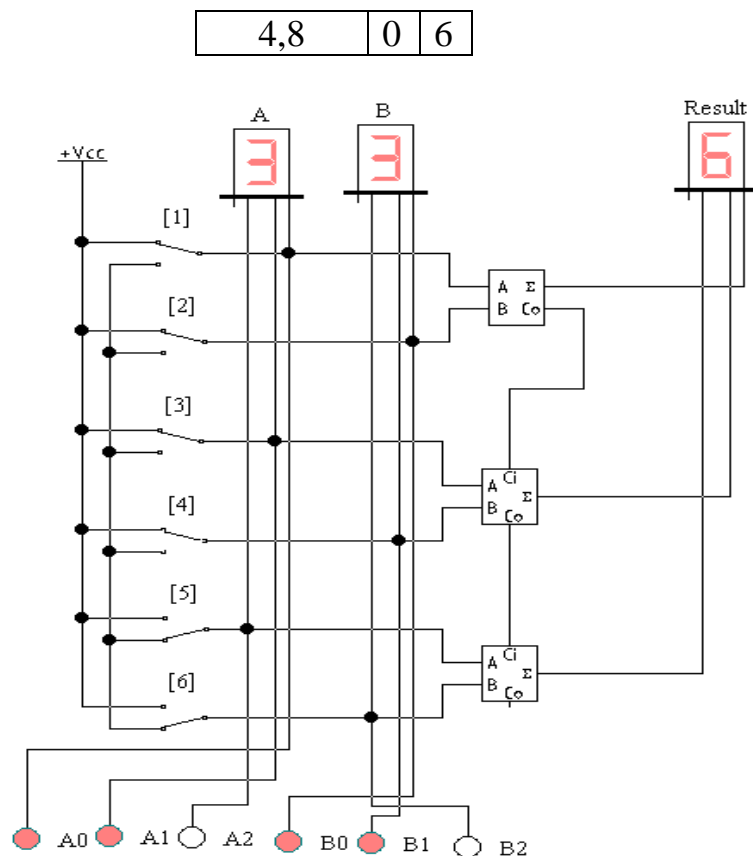 4,8 0 6
A B Result
3 3 6
+Vcc
[1]
A Σ
B Co
[2]
[3]
Ci
A Σ
B Co
[4]
[5]
Ci
A Σ
B Co
[6]
A0 A1 A2 B0 B1 B2